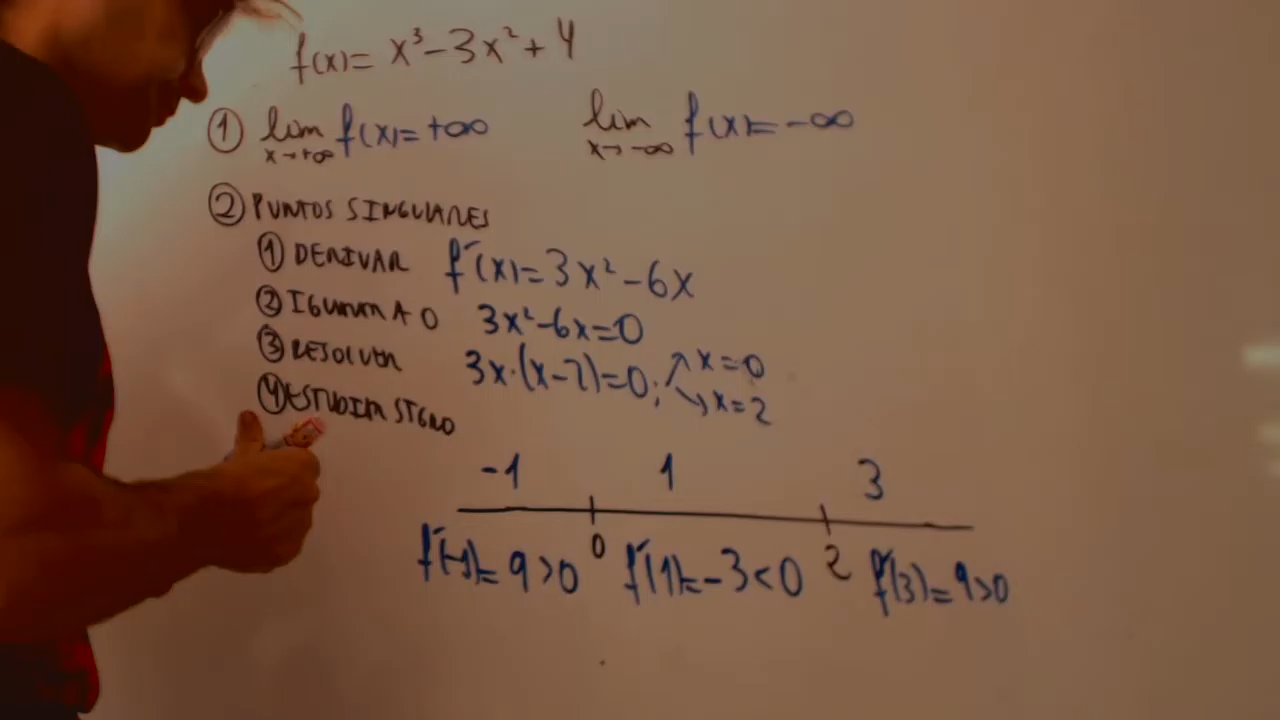 f(x)= x³-3x²+4
① lim x→+∞ f(x)=+∞ lim x→-∞ f(x)=-∞
② PUNTOS SINGULARES
① DERIVAR f'(x)=3x²-6x
② IGUALAR A 0 3x²-6x=0
③ RESOLVER 3x·(x-2)=0; ↗ x=0
↘ x=2
④ ESTUDIAR SIGNO
-1 1 3
0 2
f'(-1)=9>0 f'(1)=-3<0 f'(3)=9>0